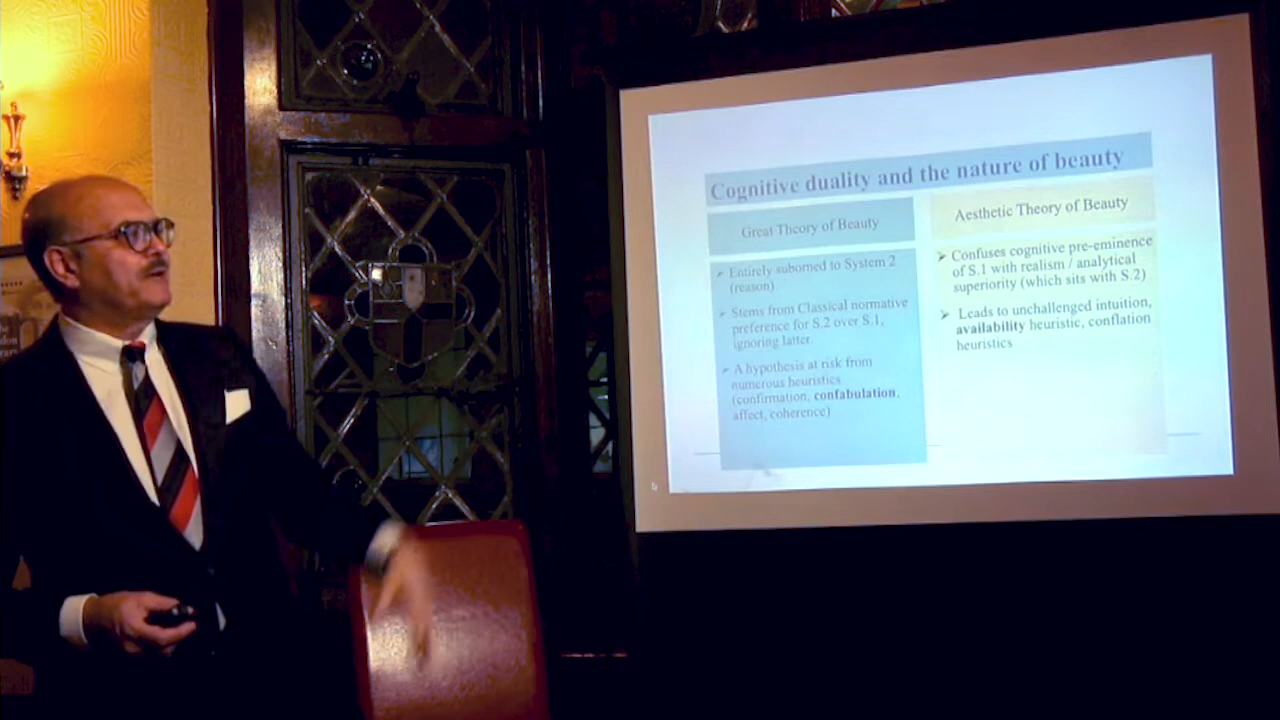 Cognitive duality and the nature of beauty
Great Theory of Beauty
➢ Entirely suborned to System 2
(reason)
➢ Stems from Classical normative
preference for S.2 over S.1,
ignoring latter.
➢ A hypothesis at risk from
numerous heuristics
(confirmation, confabulation,
affect, coherence)
Aesthetic Theory of Beauty
➢ Confuses cognitive pre-eminence
of S.1 with realism / analytical
superiority (which sits with S.2)
➢ Leads to unchallenged intuition,
availability heuristic, conflation
heuristics